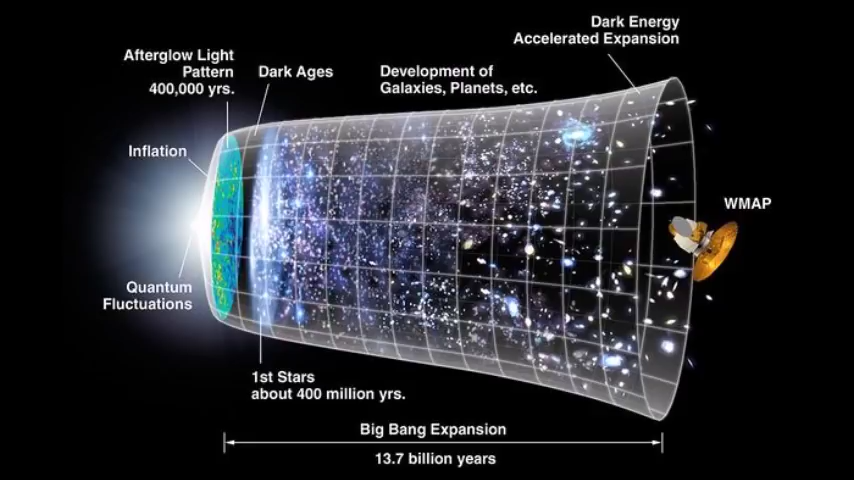 Dark Energy
Accelerated Expansion
Afterglow Light
Pattern
400,000 yrs.
Dark Ages
Development of
Galaxies, Planets, etc.
Inflation
WMAP
Quantum
Fluctuations
1st Stars
about 400 million yrs.
Big Bang Expansion
13.7 billion years